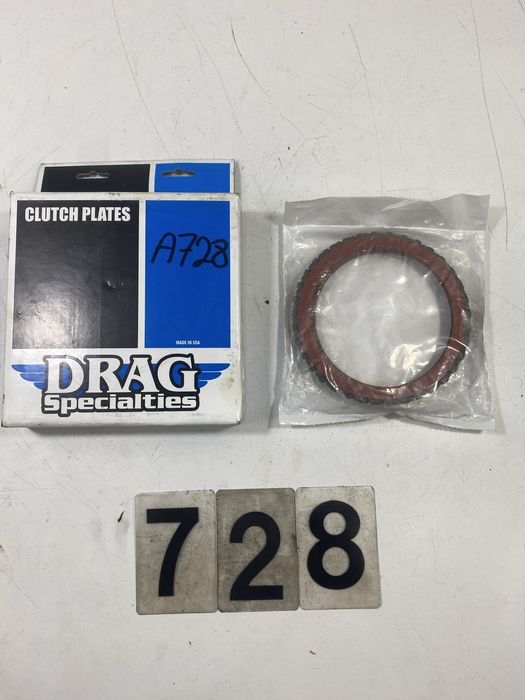 CLUTCH PLATES
A728
MADE IN USA
DRAG
Specialties
728